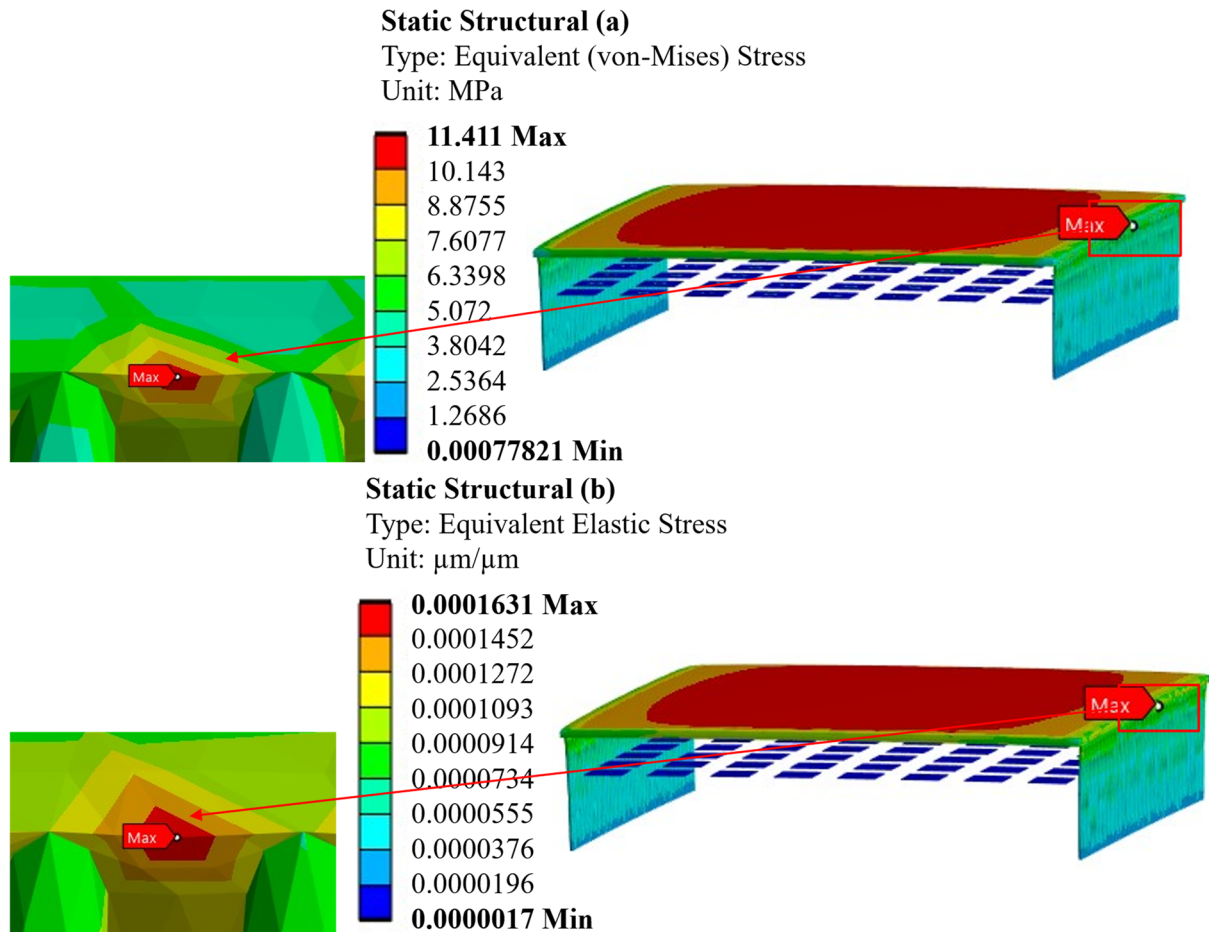 Static Structural (a)
Type: Equivalent (von-Mises) Stress
Unit: MPa
11.411 Max
10.143
8.8755
7.6077
6.3398
5.072
3.8042
2.5364
1.2686
0.00077821 Min
Max
Max
Static Structural (b)
Type: Equivalent Elastic Stress
Unit: µm/µm
0.0001631 Max
0.0001452
0.0001272
0.0001093
0.0000914
0.0000734
0.0000555
0.0000376
0.0000196
0.0000017 Min
Max
Max